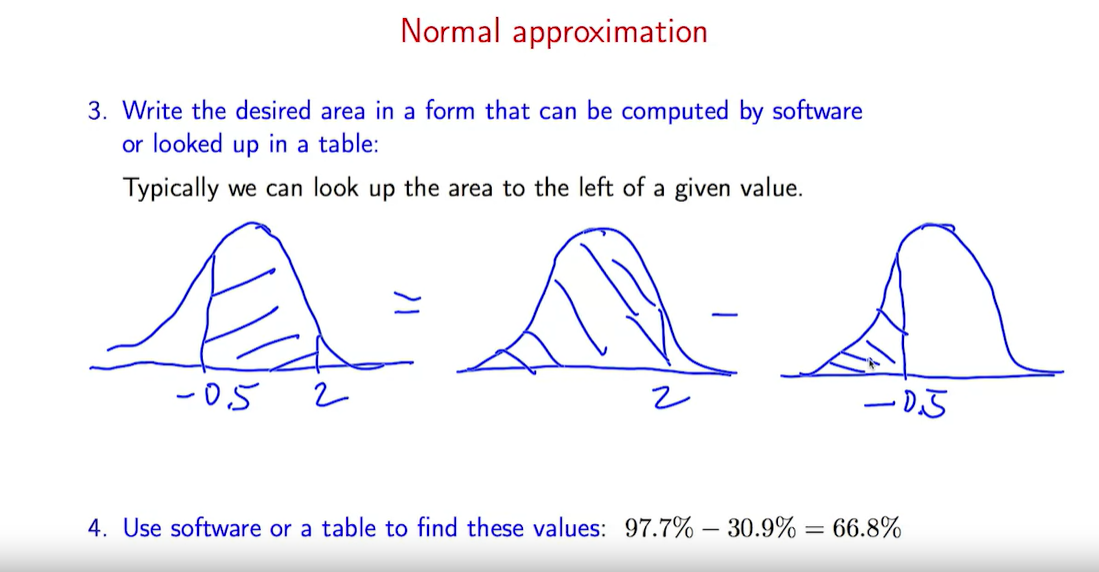 Normal approximation
3. Write the desired area in a form that can be computed by software
or looked up in a table:
Typically we can look up the area to the left of a given value.
= −
-0.5 2 2 -0.5
4. Use software or a table to find these values: 97.7% − 30.9% = 66.8%